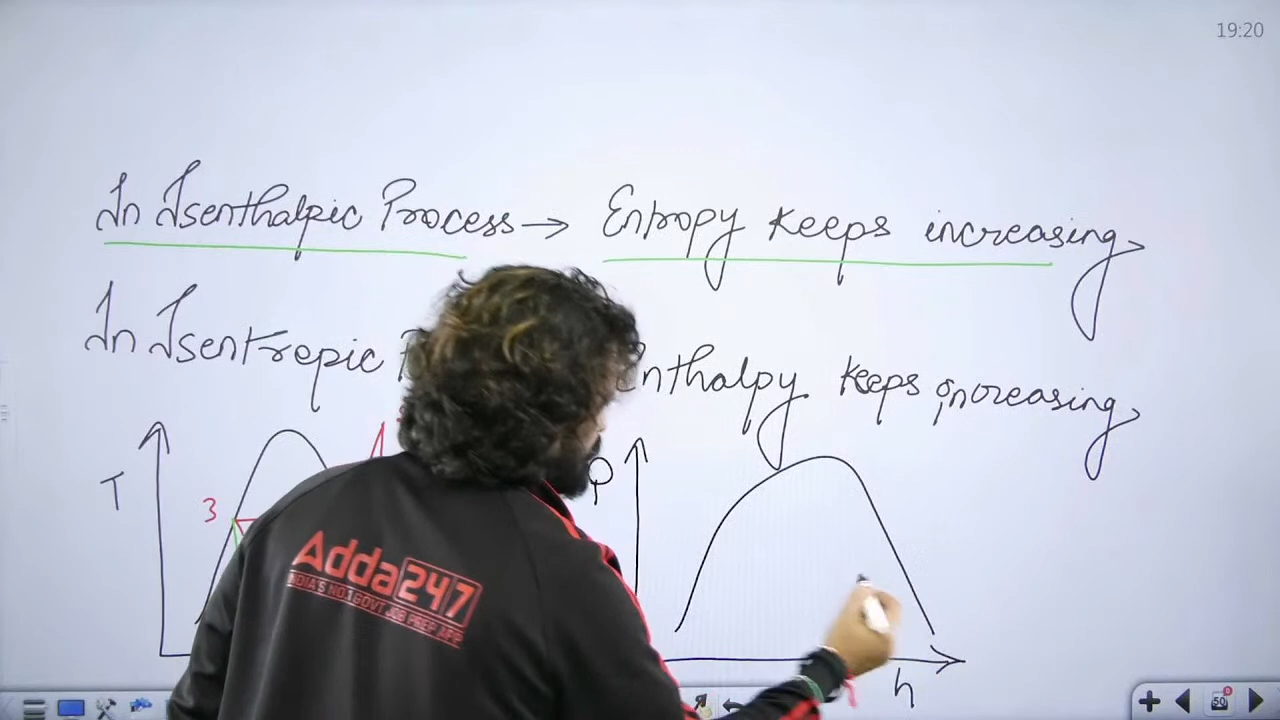 19:20
In Isenthalpic Process → Entropy keeps increasing
In Isentropic nthalpy keeps increasing
T
3
P
h
Adda247
INDIA'S NO.1 GOVT JOB PREP APP
50